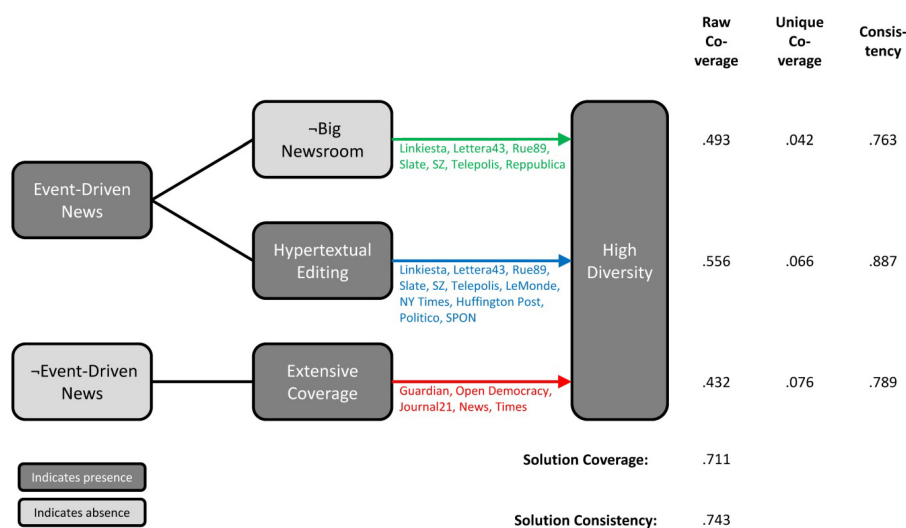 Raw
Co-
verage
Unique
Co-
verage
Consis-
tency
¬Big
Newsroom
Linkiesta, Lettera43, Rue89,
Slate, SZ, Telepolis, Reppublica
.493
.042
.763
Event-Driven
News
Hypertextual
Editing
Linkiesta, Lettera43, Rue89,
Slate, SZ, Telepolis, LeMonde,
NY Times, Huffington Post,
Politico, SPON
High
Diversity
.556
.066
.887
¬Event-Driven
News
Extensive
Coverage
Guardian, Open Democracy,
Journal21, News, Times
.432
.076
.789
Solution Coverage:
.711
Indicates presence
Indicates absence
Solution Consistency:
.743